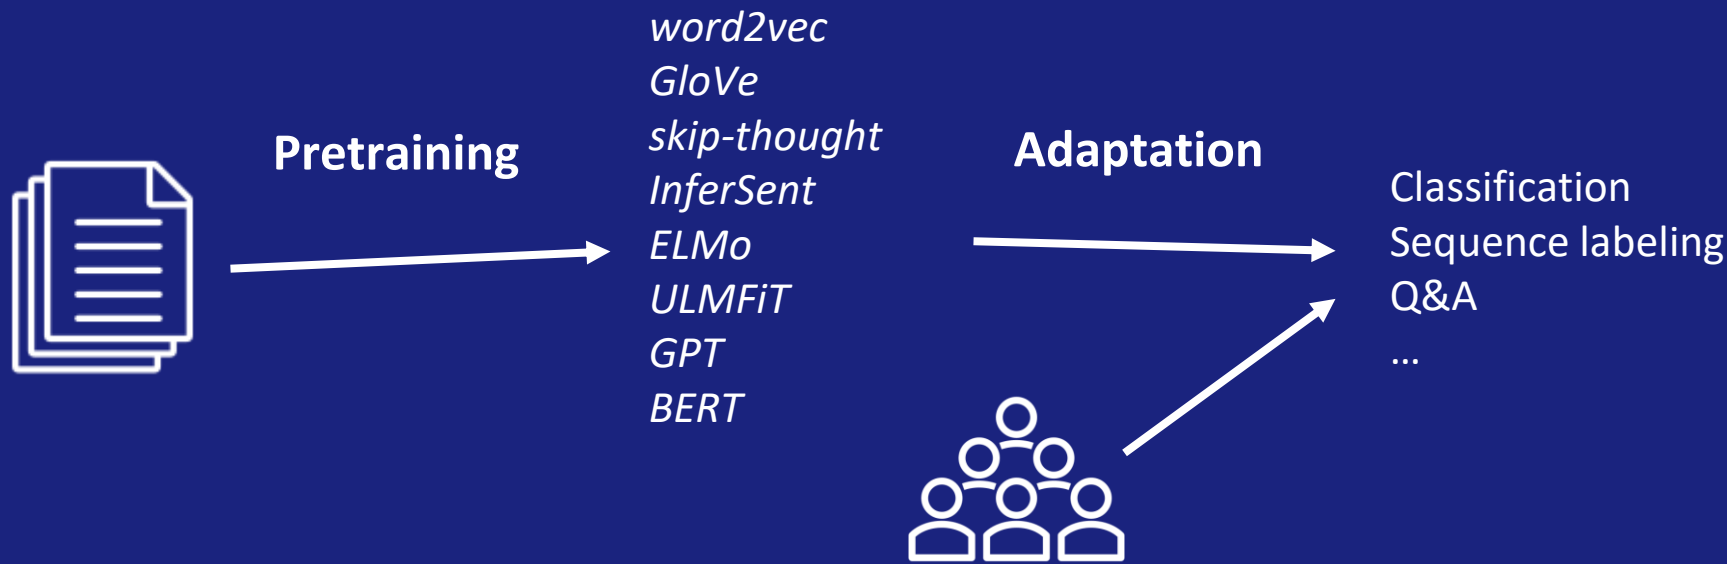 Pretraining
word2vec
GloVe
skip-thought
InferSent
ELMo
ULMFiT
GPT
BERT
Adaptation
Classification
Sequence labeling
Q&A
...